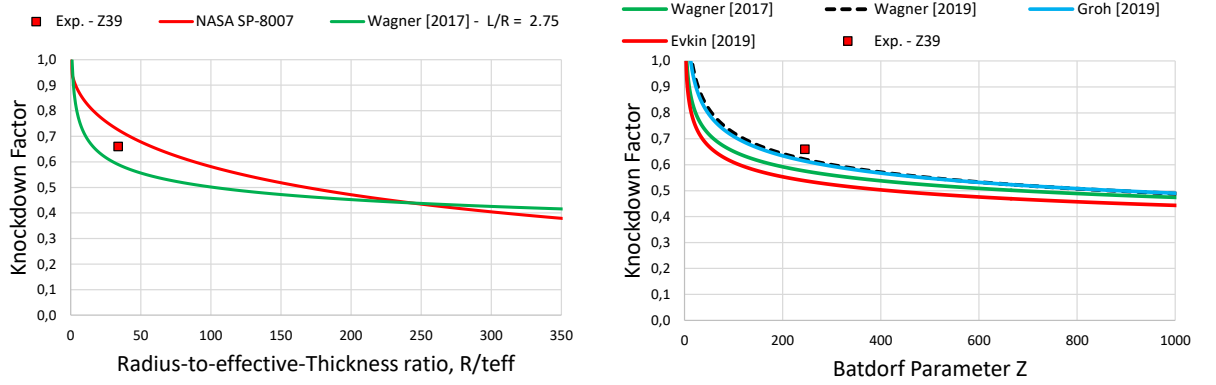 Exp. - Z39 NASA SP-8007 Wagner [2017] - L/R = 2.75
1,0
0,9
0,8
0,7
0,6
0,5
0,4
0,3
0,2
0,1
0,0
Knockdown Factor
0 50 100 150 200 250 300 350
Radius-to-effective-Thickness ratio, R/teff
Wagner [2017] Wagner [2019] Groh [2019]
Evkin [2019] Exp. - Z39
1,0
0,9
0,8
0,7
0,6
0,5
0,4
0,3
0,2
0,1
0,0
Knockdown Factor
0 200 400 600 800 1000
Batdorf Parameter Z